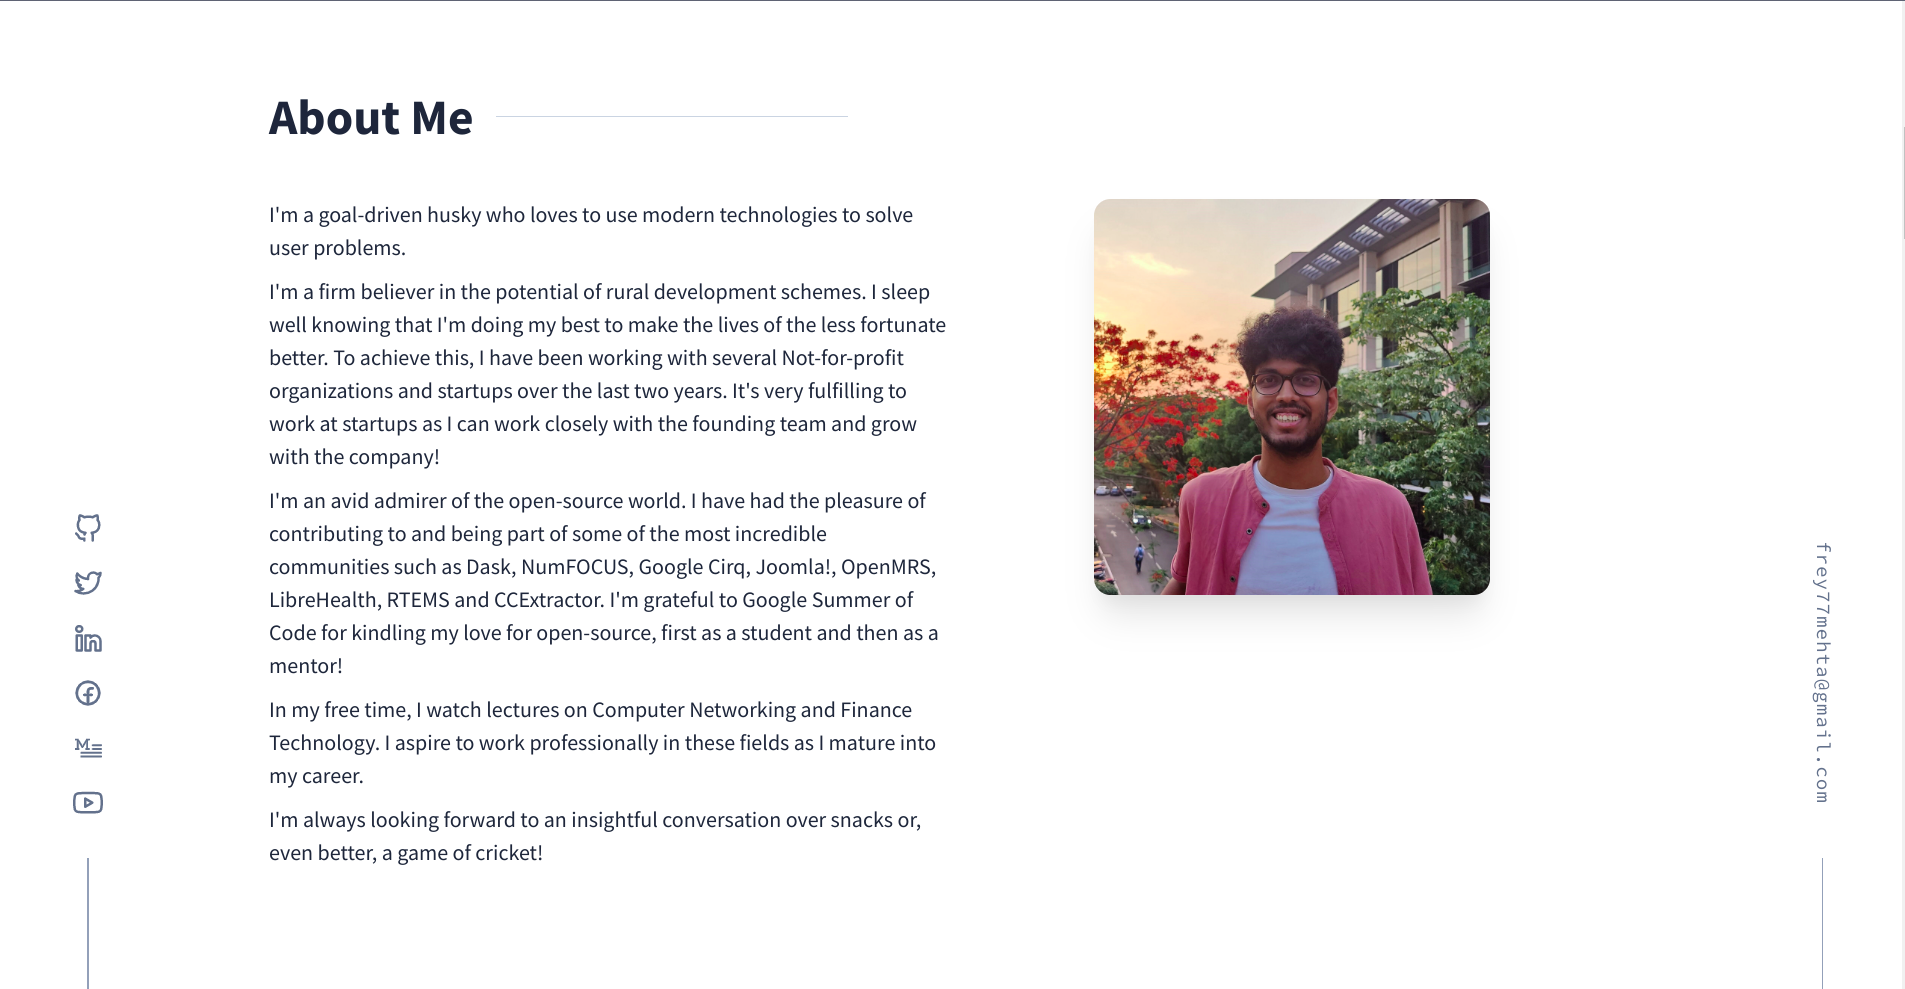 About Me
I'm a goal-driven husky who loves to use modern technologies to solve
user problems.
I'm a firm believer in the potential of rural development schemes. I sleep
well knowing that I'm doing my best to make the lives of the less fortunate
better. To achieve this, I have been working with several Not-for-profit
organizations and startups over the last two years. It's very fulfilling to
work at startups as I can work closely with the founding team and grow
with the company!
I'm an avid admirer of the open-source world. I have had the pleasure of
contributing to and being part of some of the most incredible
communities such as Dask, NumFOCUS, Google Cirq, Joomla!, OpenMRS,
LibreHealth, RTEMS and CCExtractor. I'm grateful to Google Summer of
Code for kindling my love for open-source, first as a student and then as a
mentor!
In my free time, I watch lectures on Computer Networking and Finance
Technology. I aspire to work professionally in these fields as I mature into
my career.
I'm always looking forward to an insightful conversation over snacks or,
even better, a game of cricket!
frey77mehta@gmail.com